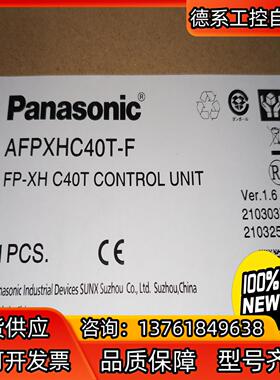 德系工控自
Panasonic
AFPXHC40T-F
FP-XH C40T CONTROL UNIT
Ver.1.6
210303
210325
PCS.
CE
Panasonic Industrial Devices SUNX Suzhou Co., Ltd. Suzhou,China
100%
NEW
货供应
咨询: 13761849638
可开发票
品质保障
型号齐